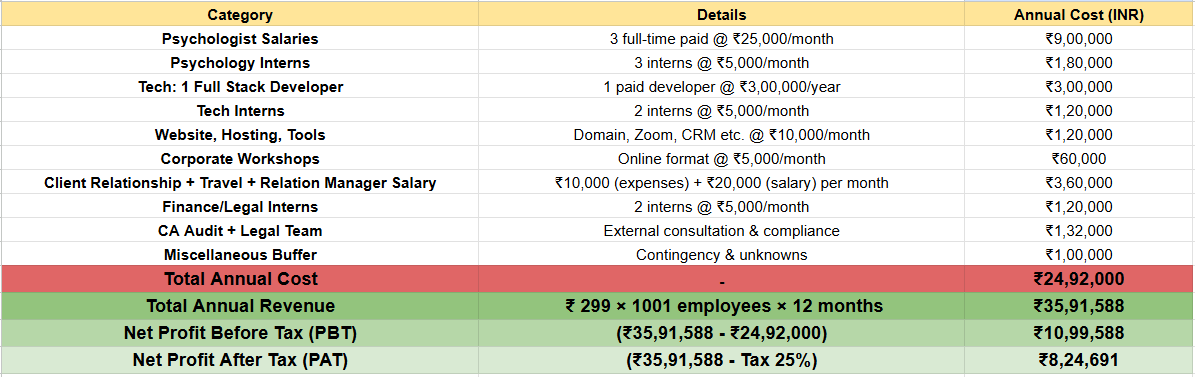 Category Details Annual Cost (INR)
Psychologist Salaries 3 full-time paid @ ₹25,000/month ₹9,00,000
Psychology Interns 3 interns @ ₹5,000/month ₹1,80,000
Tech: 1 Full Stack Developer 1 paid developer @ ₹3,00,000/year ₹3,00,000
Tech Interns 2 interns @ ₹5,000/month ₹1,20,000
Website, Hosting, Tools Domain, Zoom, CRM etc. @ ₹10,000/month ₹1,20,000
Corporate Workshops Online format @ ₹5,000/month ₹60,000
Client Relationship + Travel + Relation Manager Salary ₹10,000 (expenses) + ₹20,000 (salary) per month ₹3,60,000
Finance/Legal Interns 2 interns @ ₹5,000/month ₹1,20,000
CA Audit + Legal Team External consultation & compliance ₹1,32,000
Miscellaneous Buffer Contingency & unknowns ₹1,00,000
Total Annual Cost - ₹24,92,000
Total Annual Revenue ₹ 299 × 1001 employees × 12 months ₹35,91,588
Net Profit Before Tax (PBT) (₹35,91,588 - ₹24,92,000) ₹10,99,588
Net Profit After Tax (PAT) (₹35,91,588 - Tax 25%) ₹8,24,691